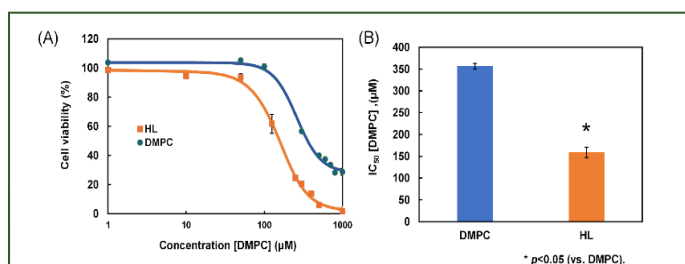 (A)
Cell viability (%)
120
100
80
60
40
20
0
HL
DMPC
1
10
100
1000
Concentration [DMPC] (µM)
(B)
IC50 [DMPC] ,(µM)
400
350
300
250
200
150
100
50
0
*
DMPC
HL
* p<0.05 (vs. DMPC).